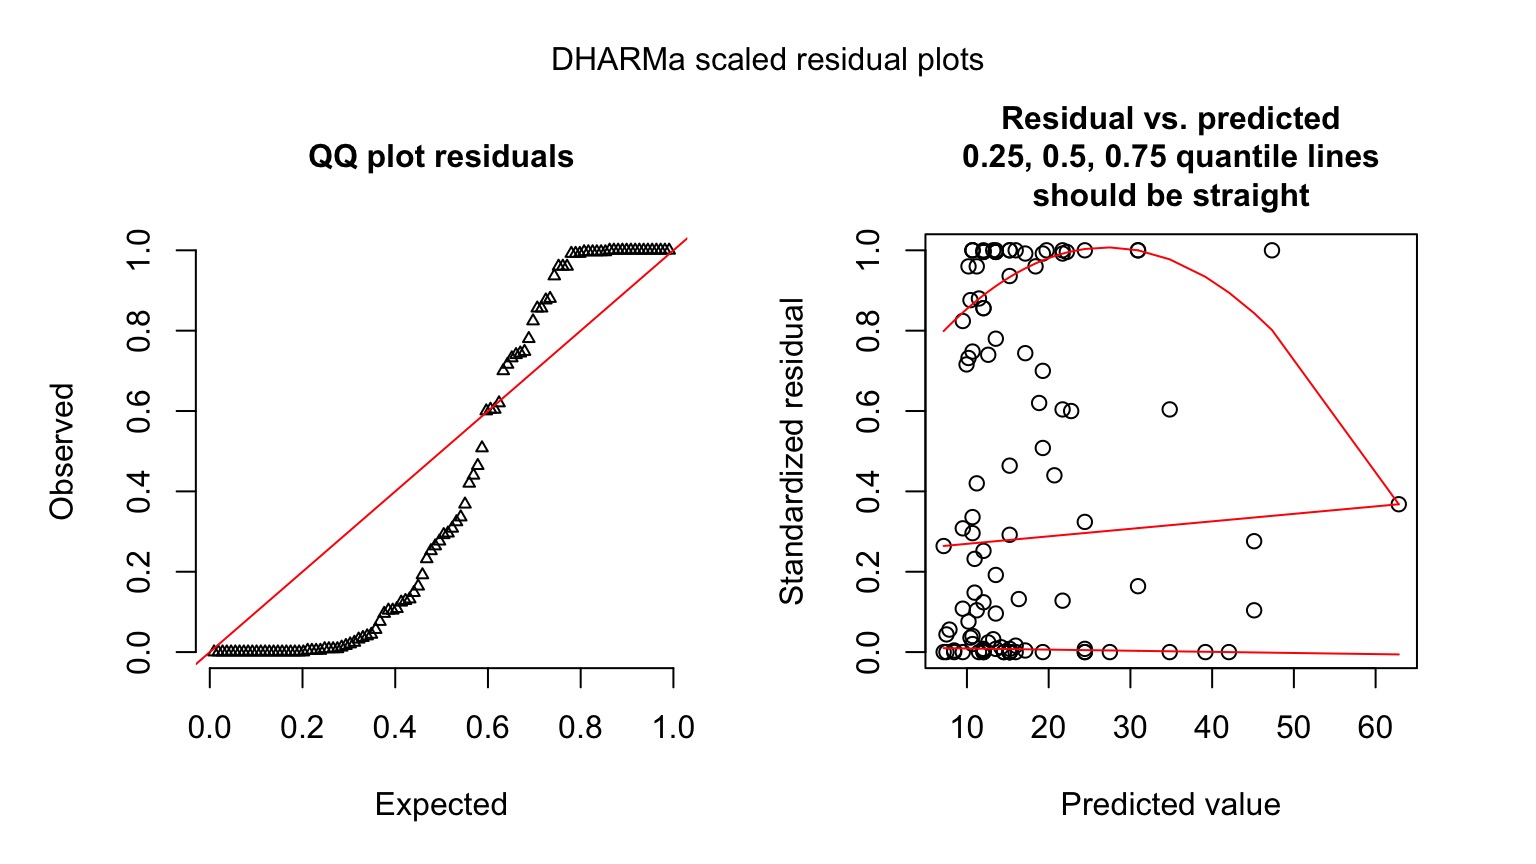 DHARMa scaled residual plots
QQ plot residuals
1.0
0.8
0.6
0.4
0.2
0.0
Observed
0.0 0.2 0.4 0.6 0.8 1.0
Expected
Residual vs. predicted
0.25, 0.5, 0.75 quantile lines
should be straight
1.0
0.8
0.6
0.4
0.2
0.0
Standardized residual
10 20 30 40 50 60
Predicted value